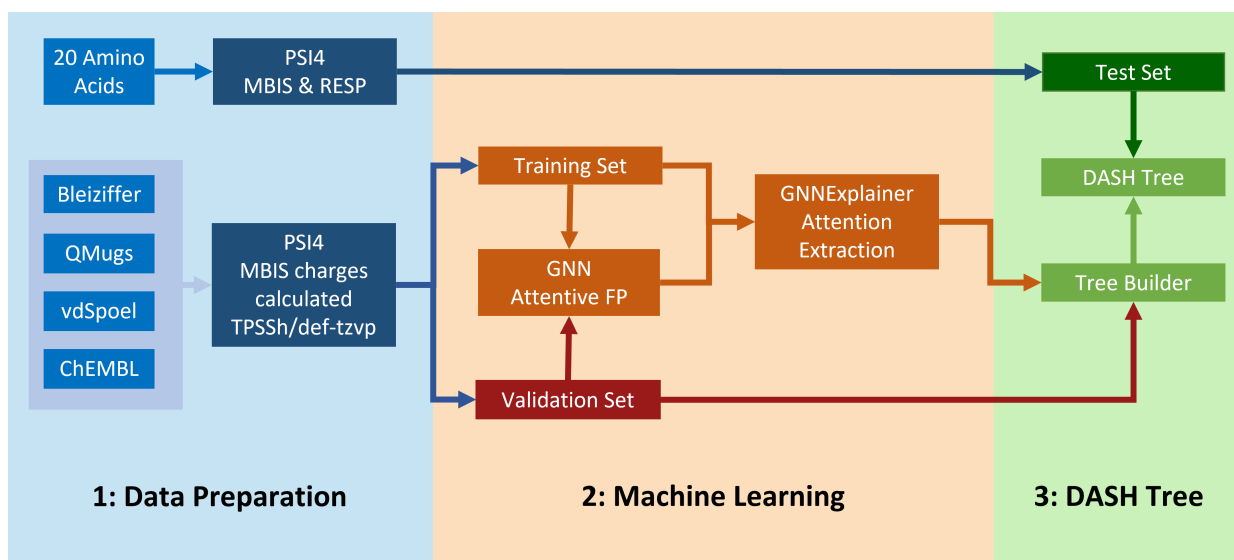 20 Amino
Acids
PSI4
MBIS & RESP
Test Set
Bleiziffer
QMugs
vdSpoel
ChEMBL
PSI4
MBIS charges
calculated
TPSSh/def-tzvp
Training Set
GNN
Attentive FP
Validation Set
GNNExplainer
Attention
Extraction
DASH Tree
Tree Builder
1: Data Preparation
2: Machine Learning
3: DASH Tree